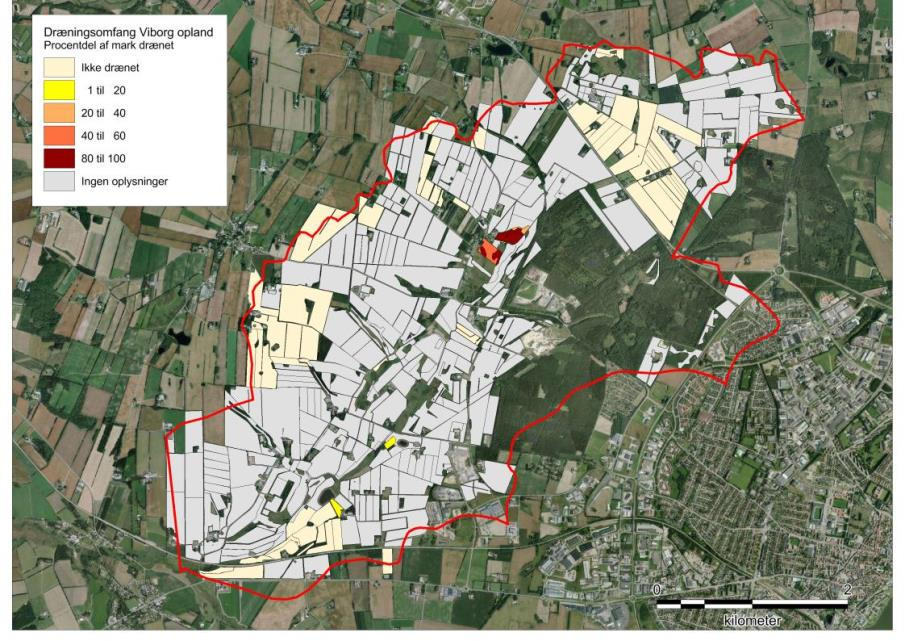 Dræningsomfang Viborg opland
Procentdel af mark drænet
Ikke drænet
1 til 20
20 til 40
40 til 60
80 til 100
Ingen oplysninger
0 2
kilometer